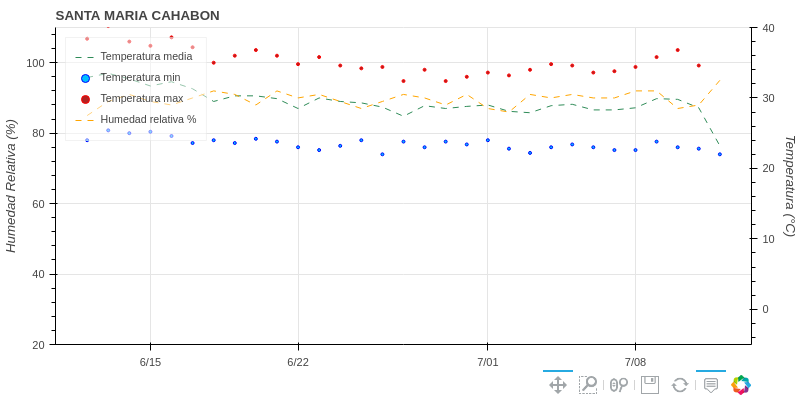 SANTA MARIA CAHABON
Temperatura media
Temperatura min
Temperatura max
Humedad relativa %
Humedad Relativa (%)
100
80
60
40
20
Temperatura (°C)
40
30
20
10
0
6/15
6/22
7/01
7/08